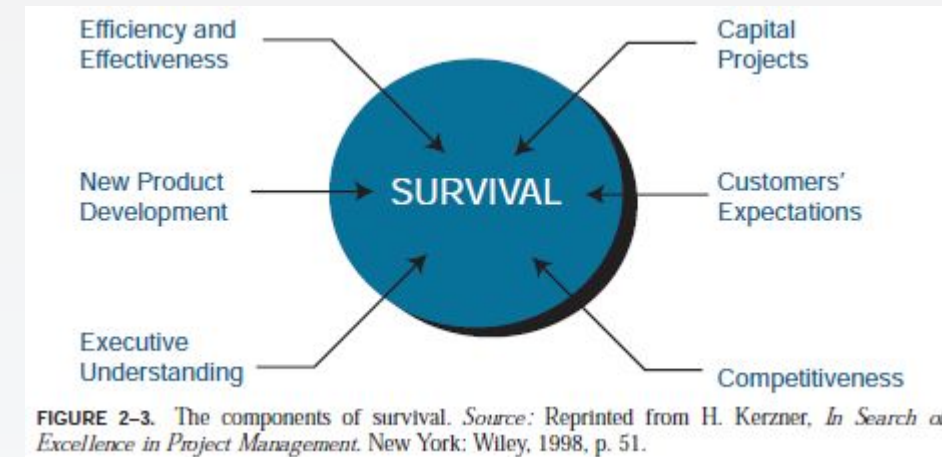 Efficiency and
Effectiveness
Capital
Projects
New Product
Development
SURVIVAL
Customers’
Expectations
Executive
Understanding
Competitiveness
FIGURE 2–3. The components of survival. Source: Reprinted from H. Kerzner, In Search
Excellence in Project Management. New York: Wiley, 1998, p. 51.